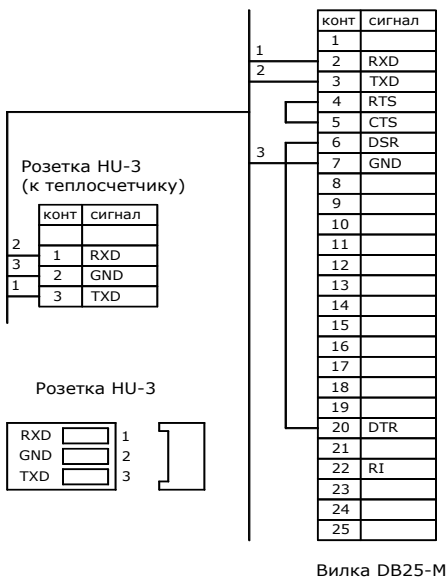 конт сигнал
1
2 RXD
3 TXD
4 RTS
5 CTS
6 DSR
7 GND
8
9
10
11
12
13
14
15
16
17
18
19
20 DTR
21
22 RI
23
24
25
Вилка DB25-M
1
2
3
Розетка HU-3
(к теплосчетчику)
конт сигнал
2
1 RXD
3
2 GND
1
3 TXD
Розетка HU-3
RXD 1
GND 2
TXD 3